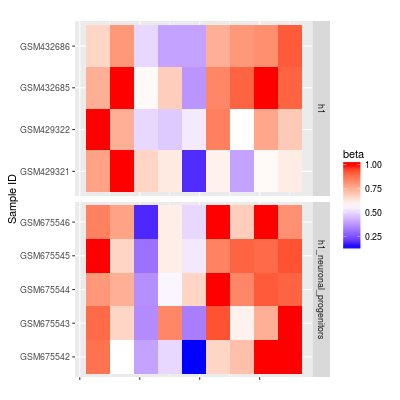 GSM432686
GSM432685
GSM429322
GSM429321
h1
GSM675546
GSM675545
GSM675544
GSM675543
GSM675542
h1_neuronal_progenitors
Sample ID
beta
1.00
0.75
0.50
0.25